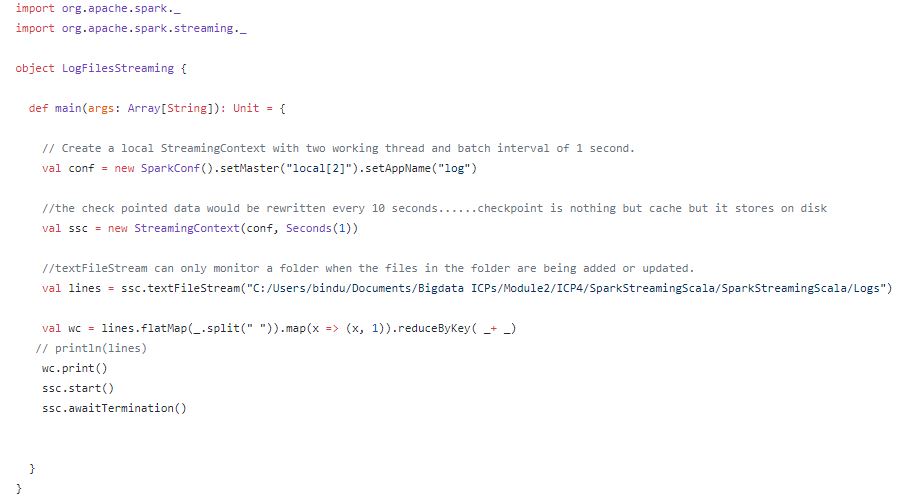 import org.apache.spark._
import org.apache.spark.streaming._
object LogFilesStreaming {
def main(args: Array[String]): Unit = {
// Create a local StreamingContext with two working thread and batch interval of 1 second.
val conf = new SparkConf().setMaster("local[2]").setAppName("log")
//the check pointed data would be rewritten every 10 seconds......checkpoint is nothing but cache but it stores on disk
val ssc = new StreamingContext(conf, Seconds(1))
//textFileStream can only monitor a folder when the files in the folder are being added or updated.
val lines = ssc.textFileStream("C:/Users/bindu/Documents/Bigdata ICPs/Module2/ICP4/SparkStreamingScala/SparkStreamingScala/Logs")
val wc = lines.flatMap(_.split(" ")).map(x => (x, 1)).reduceByKey( _+ _)
// println(lines)
wc.print()
ssc.start()
ssc.awaitTermination()
}
}